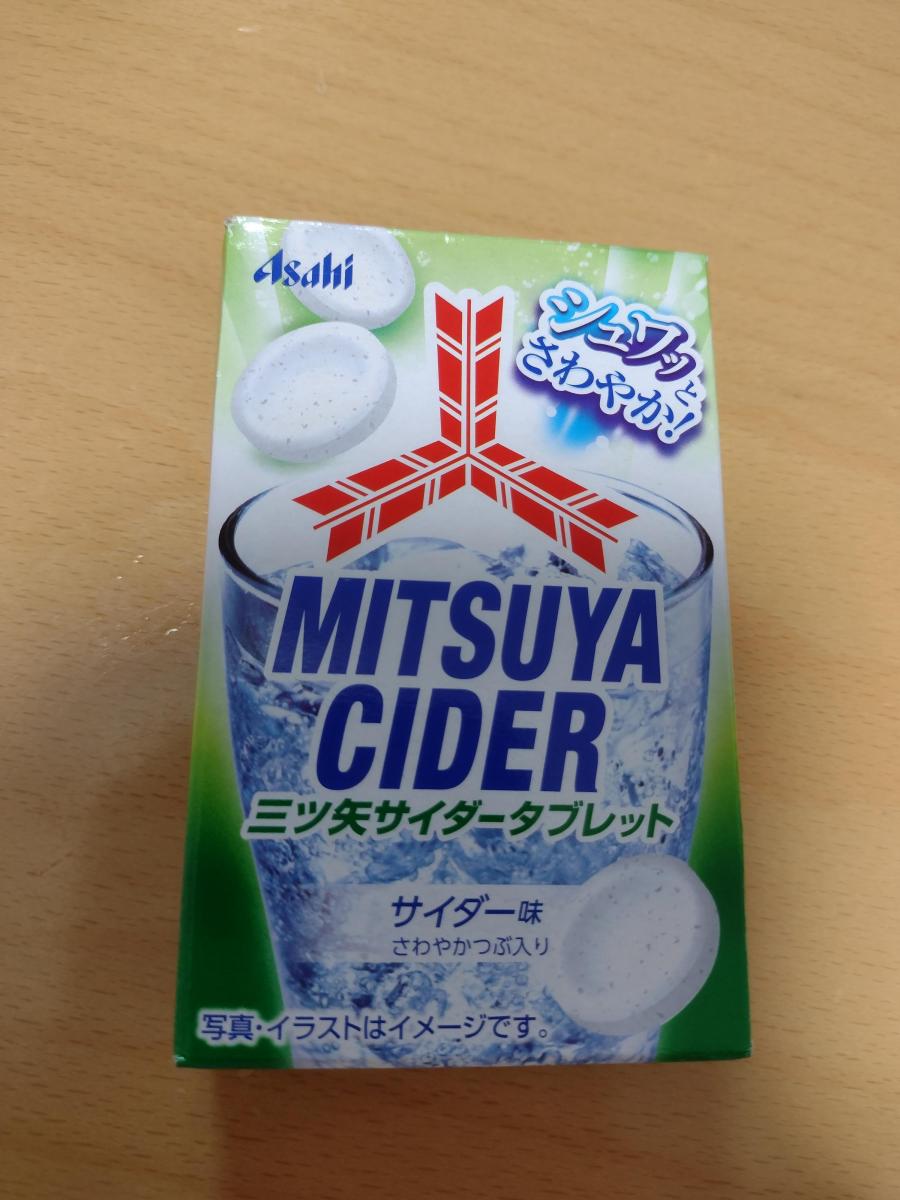 Asahi
シュワッと
さわやか!
MITSUYA
CIDER
三ツ矢サイダータブレット
サイダー味
さわやかつぶ入り
写真・イラストはイメージです。